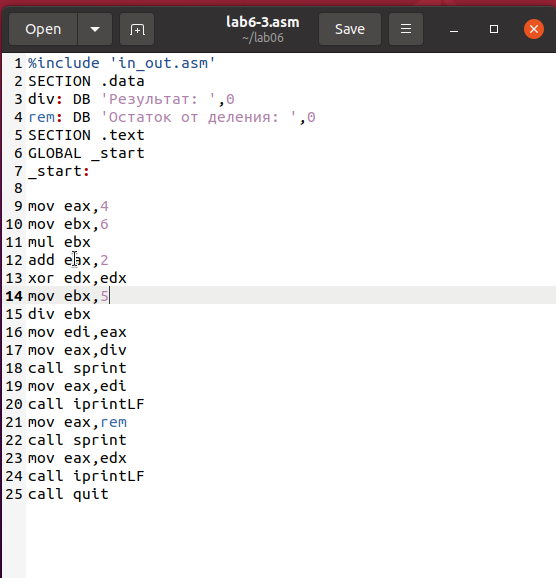 Open
lab6-3.asm
~/lab06
Save
1 %include 'in_out.asm'
2 SECTION .data
3 div: DB 'Результат: ',0
4 rem: DB 'Остаток от деления: ',0
5 SECTION .text
6 GLOBAL _start
7 _start:
8
9 mov eax,4
10 mov ebx,6
11 mul ebx
12 add eax,2
13 xor edx,edx
14 mov ebx,5
15 div ebx
16 mov edi,eax
17 mov eax,div
18 call sprint
19 mov eax,edi
20 call iprintLF
21 mov eax,rem
22 call sprint
23 mov eax,edx
24 call iprintLF
25 call quit